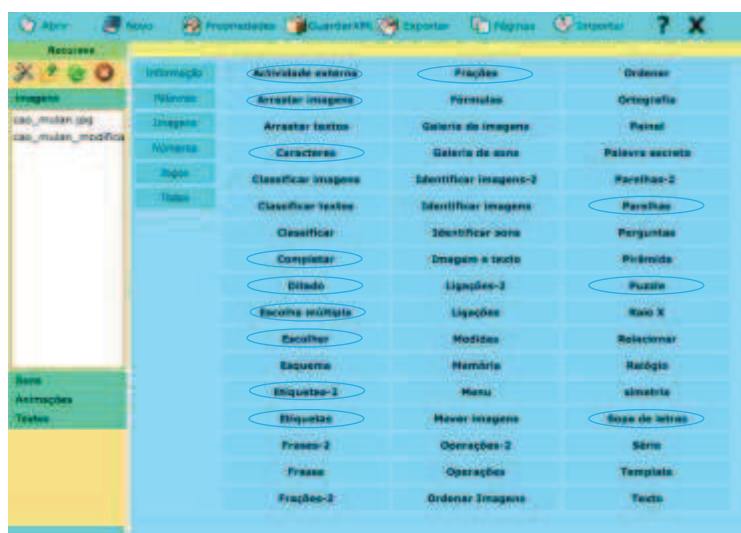 Abrir Novo Propriedades GuardarXML Exportar Páginas Importar ? X
Recursos
Imagens
cao_mulan.jpg
cao_mulan_modifica
Sons
Animações
Textos
Informação
Palavras
Imagens
Números
Jogos
Todos
Actividade externa Frações Ordenar
Arrastar imagens Fórmulas Ortografia
Arrastar textos Galeria de imagens Painel
Caracteres Galeria de sons Palavra secreta
Classificar imagens Identificar imagens-2 Parelhas-2
Classificar textos Identificar imagens Parelhas
Classificar Identificar sons Perguntas
Completar Imagem e texto Pirâmide
Ditado Ligações-2 Puzzle
Escolha múltipla Ligações Raio X
Escolher Medidas Relacionar
Esquema Memória Relógio
Etiquetas-2 Menu simetria
Etiquetas Mover imagens Sopa de letras
Frases-2 Operações-2 Série
Frases Operações Template
Frações-2 Ordenar Imagens Texto